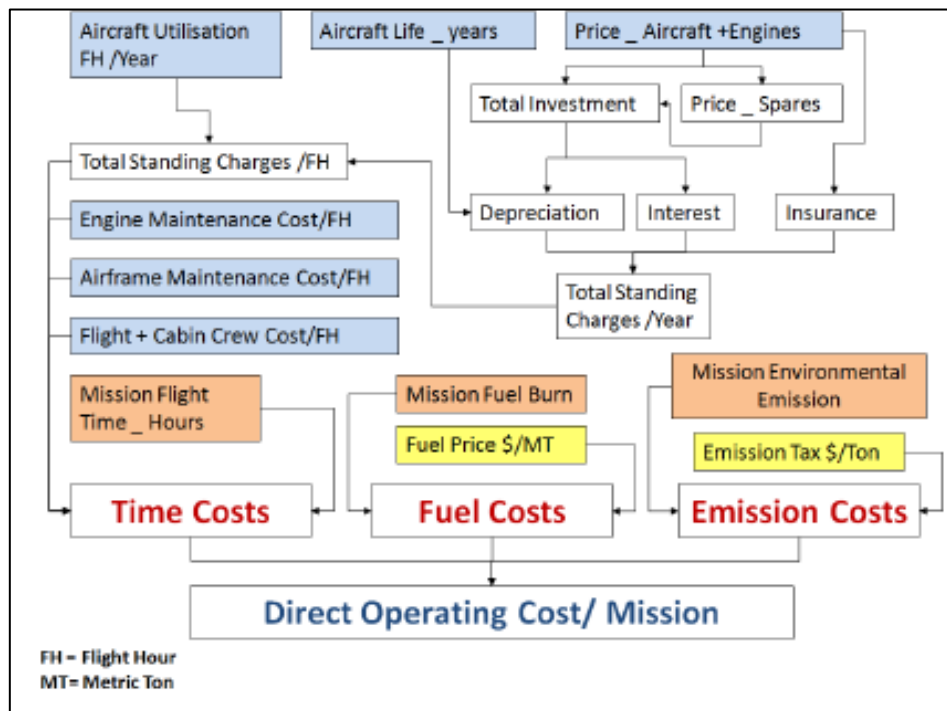 Aircraft Utilisation
FH /Year
Aircraft Life _ years
Price _ Aircraft +Engines
Total Investment
Price _ Spares
Total Standing Charges /FH
Engine Maintenance Cost/FH
Depreciation
Interest
Insurance
Airframe Maintenance Cost/FH
Total Standing
Charges /Year
Flight + Cabin Crew Cost/FH
Mission Flight
Time _ Hours
Mission Fuel Burn
Mission Environmental
Emission
Fuel Price $/MT
Emission Tax $/Ton
Time Costs
Fuel Costs
Emission Costs
Direct Operating Cost/ Mission
FH = Flight Hour
MT= Metric Ton